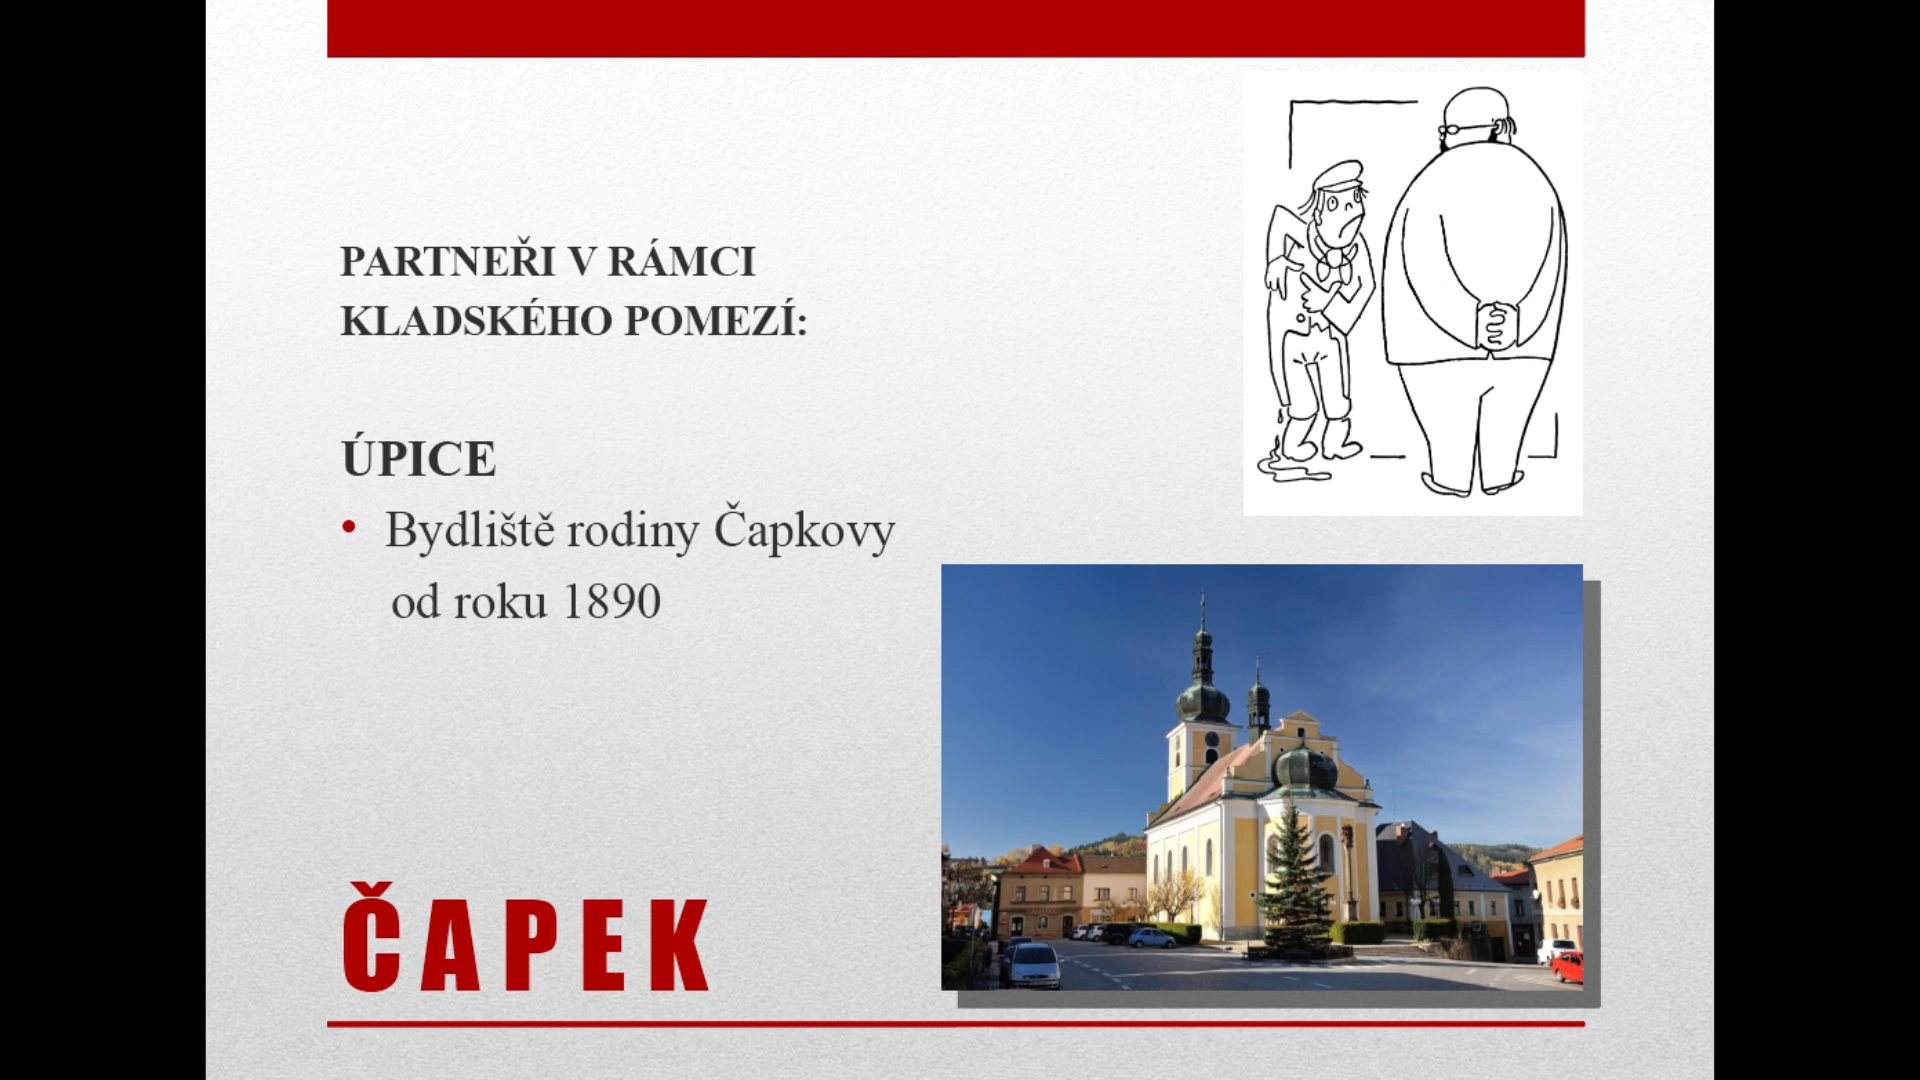 PARTNEŘI V RÁMCI
KLADSKÉHO POMEZÍ:
ÚPICE
• Bydliště rodiny Čapkovy
od roku 1890
ČAPEK